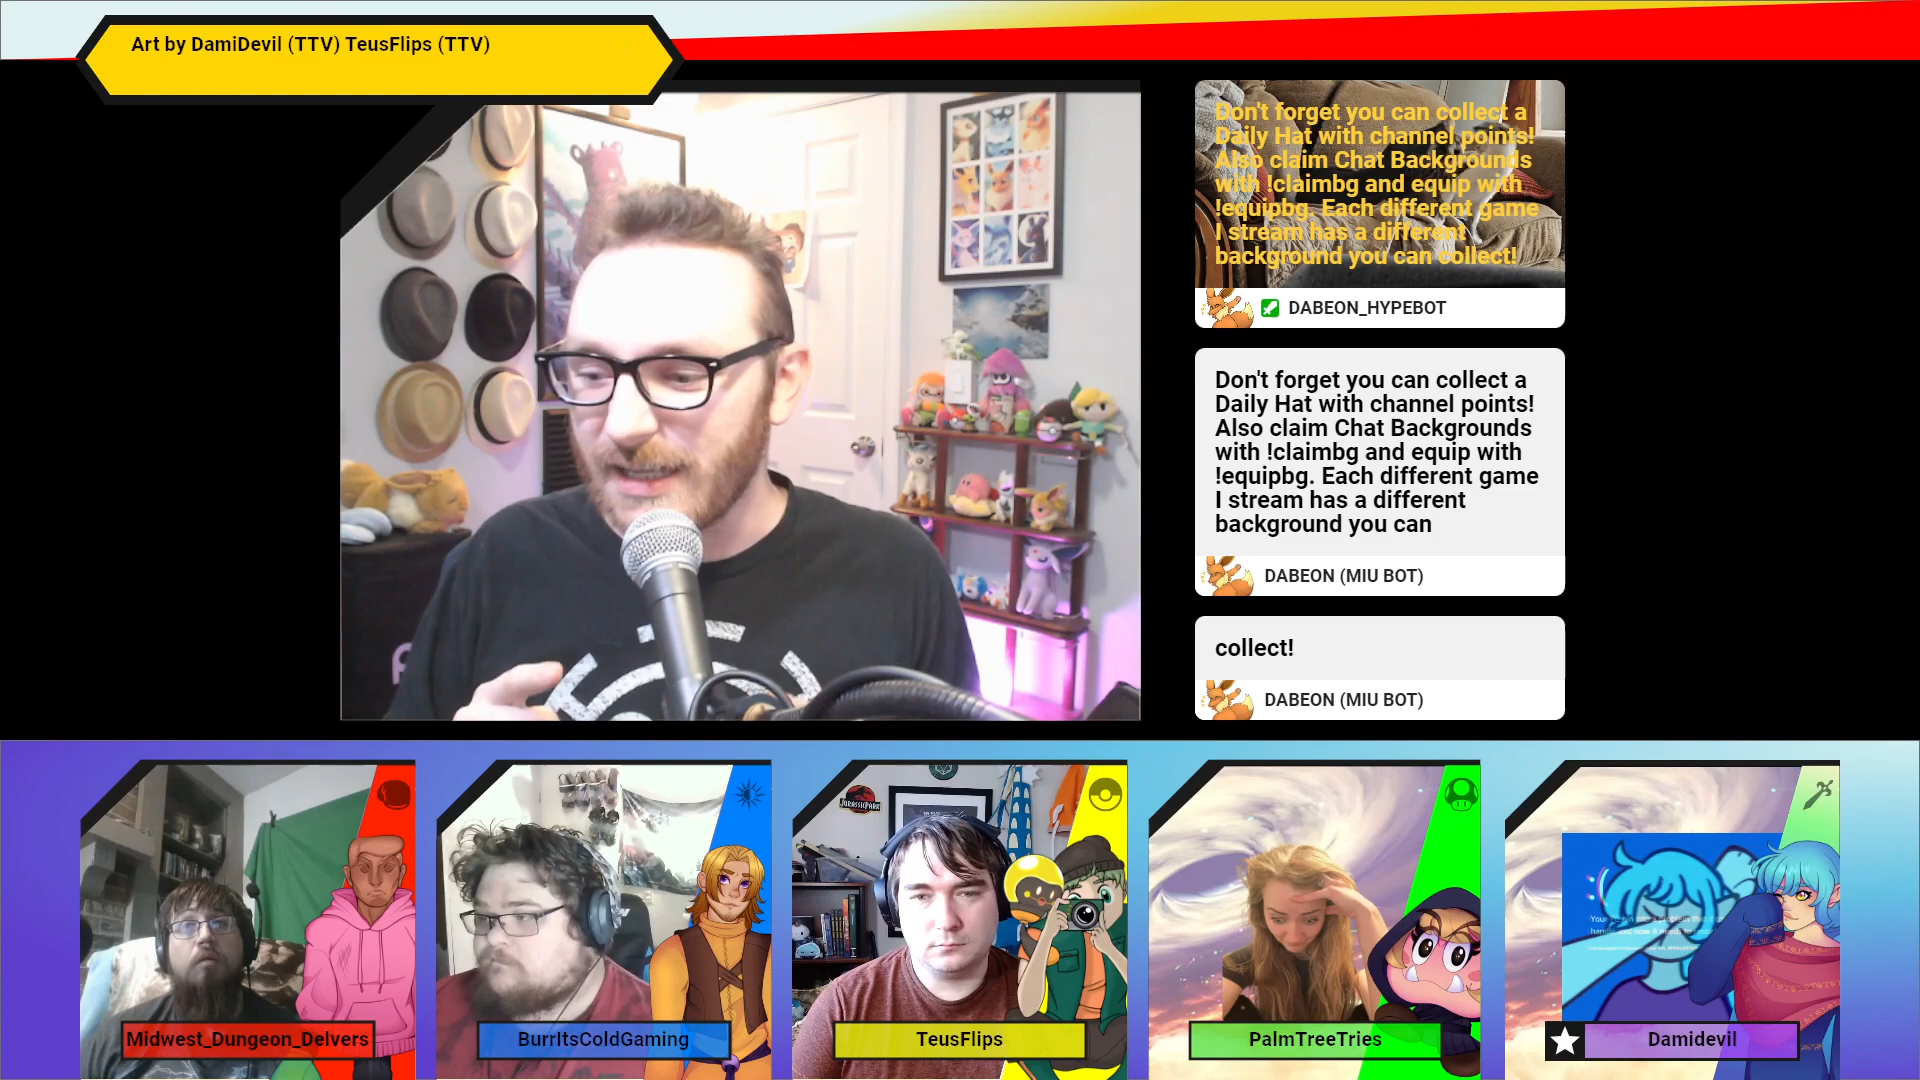 Art by DamiDevil (TTV) TeusFlips (TTV)
Don't forget you can collect a
Daily Hat with channel points!
Also claim Chat Backgrounds
with !claimbg and equip with
!equipbg. Each different game
I stream has a different
background you can collect!
DABEON_HYPEBOT
Don't forget you can collect a
Daily Hat with channel points!
Also claim Chat Backgrounds
with !claimbg and equip with
!equipbg. Each different game
I stream has a different
background you can
DABEON (MIU BOT)
collect!
DABEON (MIU BOT)
JURASSIC PARK
Midwest_Dungeon_Delvers
BurrItsColdGaming
TeusFlips
PalmTreeTries
Damidevil